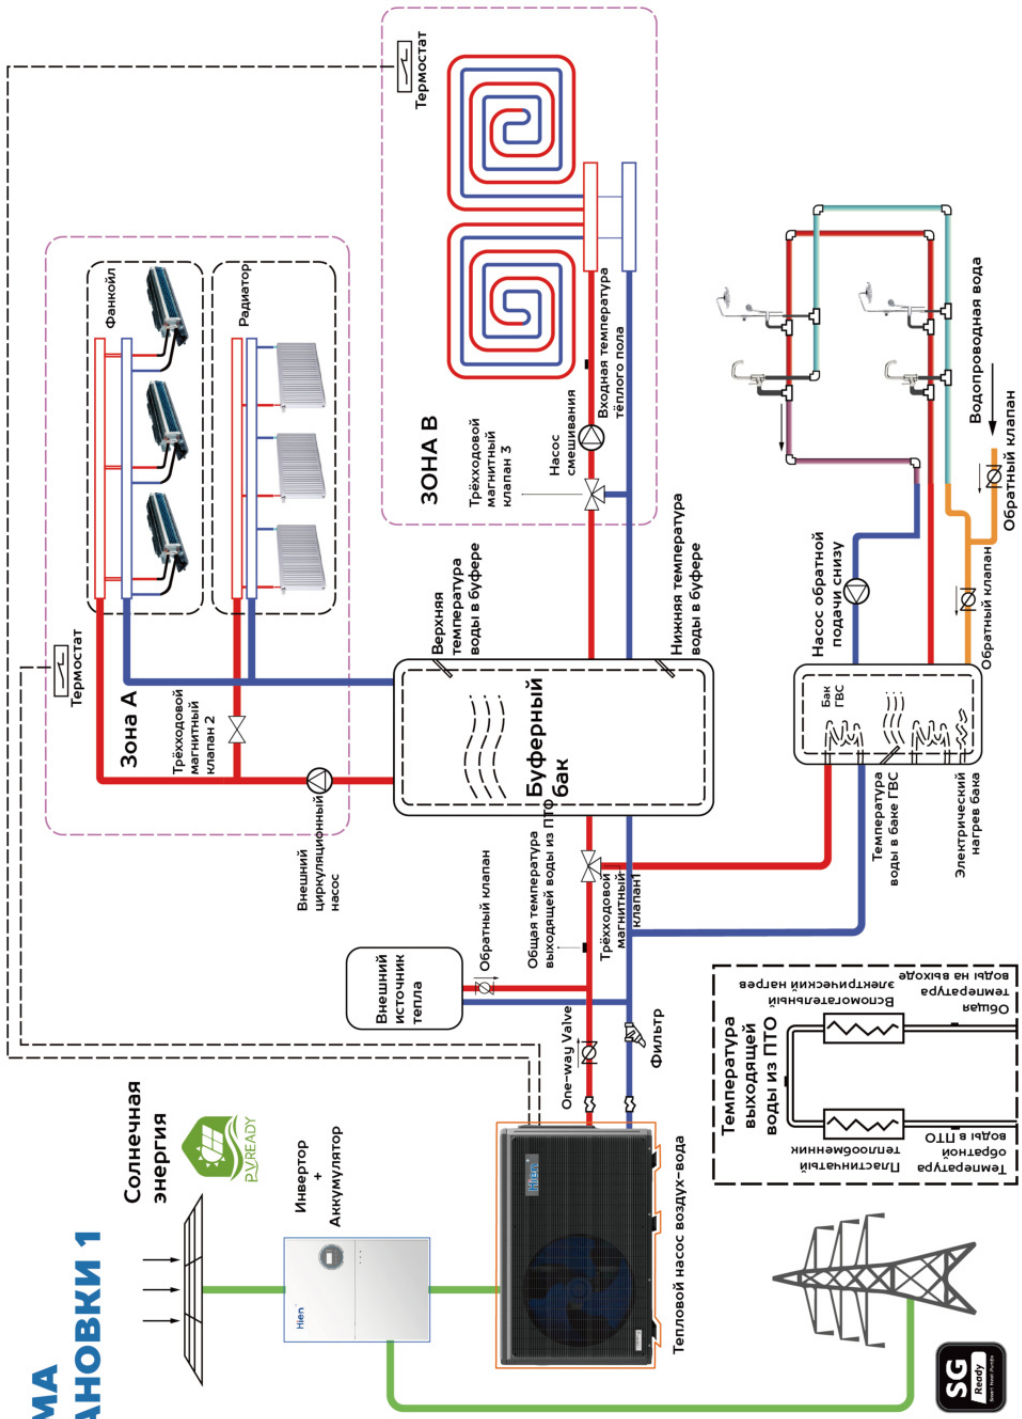 МА
АНОВКИ 1
Солнечная
энергия
PV.READY
Инвертор
+
Аккумулятор
Hien
Hien
Тепловой насос воздух-вода
SG
Ready
One-way Valve
Фильтр
Внешний
источник
тепла
Обратный клапан
Общая температура
выходящей воды из ПТО
Трёхходовой
магнитный
клапан1
Температура
выходящей
воды из ПТО
Пластинчатый
теплообменник
Температура
обратной
воды в ПТО
Вспомогательный
электрический нагрев
Общая
температура
воды на выходе
Внешний
циркуляционный
насос
Зона А
Термостат
Трёхходовой
магнитный
клапан 2
Фанкойл
Радиатор
Буферный
бак
Верхняя
температура
воды в буфере
Нижняя температура
воды в буфере
ЗОНА В
Термостат
Трёхходовой
магнитный
клапан 3
Насос
смешивания
Входная температура
тёплого пола
Бак
ГВС
Температура
воды в баке ГВС
Электрический
нагрев бака
Насос обратной
подачи снизу
Обратный клапан
Обратный клапан
Водопроводная вода